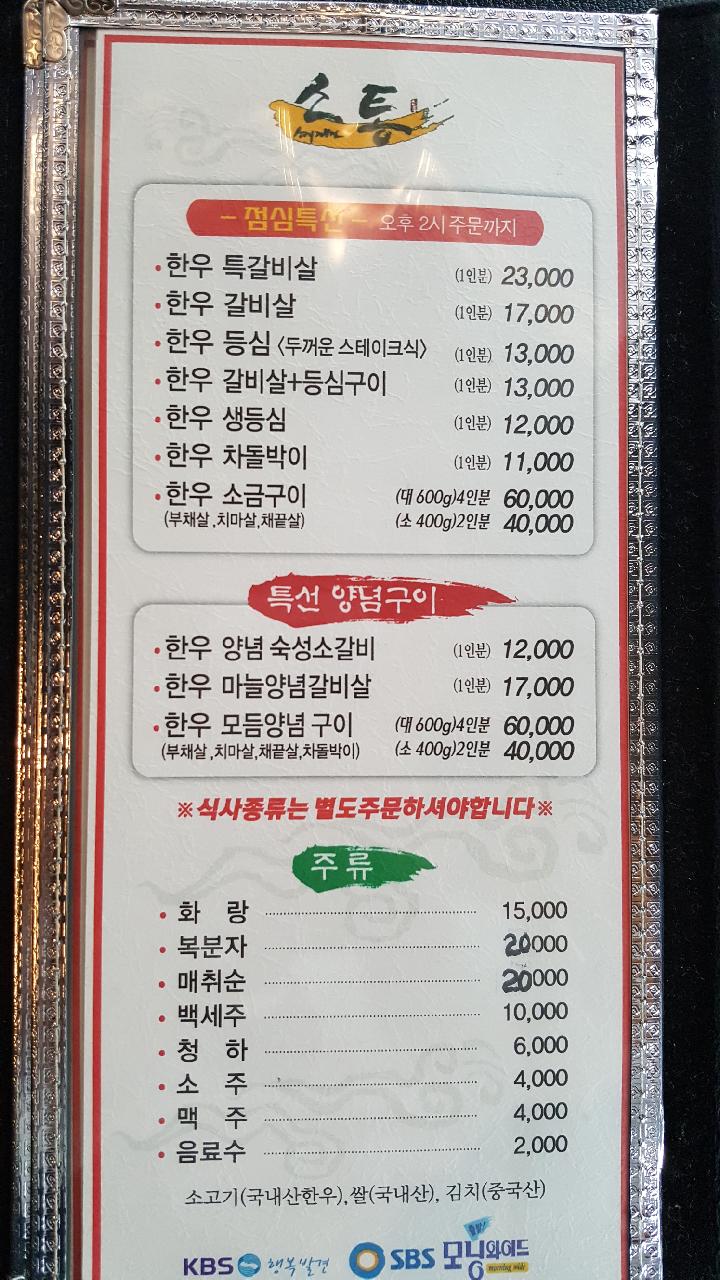 소통
- 점심특선 - 오후 2시 주문까지
·한우 특갈비살 (1인분) 23,000
·한우 갈비살 (1인분) 17,000
·한우 등심 <두꺼운 스테이크식> (1인분) 13,000
·한우 갈비살+등심구이 (1인분) 13,000
·한우 생등심 (1인분) 12,000
·한우 차돌박이 (1인분) 11,000
·한우 소금구이 (대 600g)4인분 60,000
(부채살,치마살,채끝살) (소 400g)2인분 40,000
특선 양념구이
·한우 양념 숙성소갈비 (1인분) 12,000
·한우 마늘양념갈비살 (1인분) 17,000
·한우 모듬양념 구이 (대 600g)4인분 60,000
(부채살,치마살,채끝살,차돌박이) (소 400g)2인분 40,000
※식사종류는 별도주문하셔야합니다※
주류
· 화 랑 15,000
· 복분자 20000
· 매취순 20000
· 백세주 10,000
· 청 하 6,000
· 소 주 4,000
· 맥 주 4,000
· 음료수 2,000
소고기(국내산한우),쌀(국내산), 김치(중국산)
KBS 행복발견 SBS 출발! 모닝와이드
morning wide